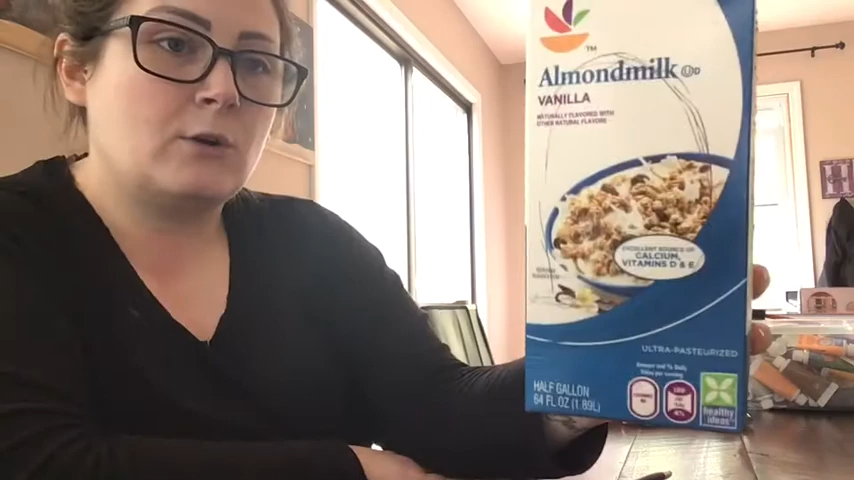 Almondmilk
VANILLA
NATURALLY FLAVORED WITH
OTHER NATURAL FLAVORS
EXCELLENT SOURCE OF
CALCIUM,
VITAMINS D & E
ULTRA-PASTEURIZED
HALF GALLON
64 FL OZ (1.89L)
healthy
ideas